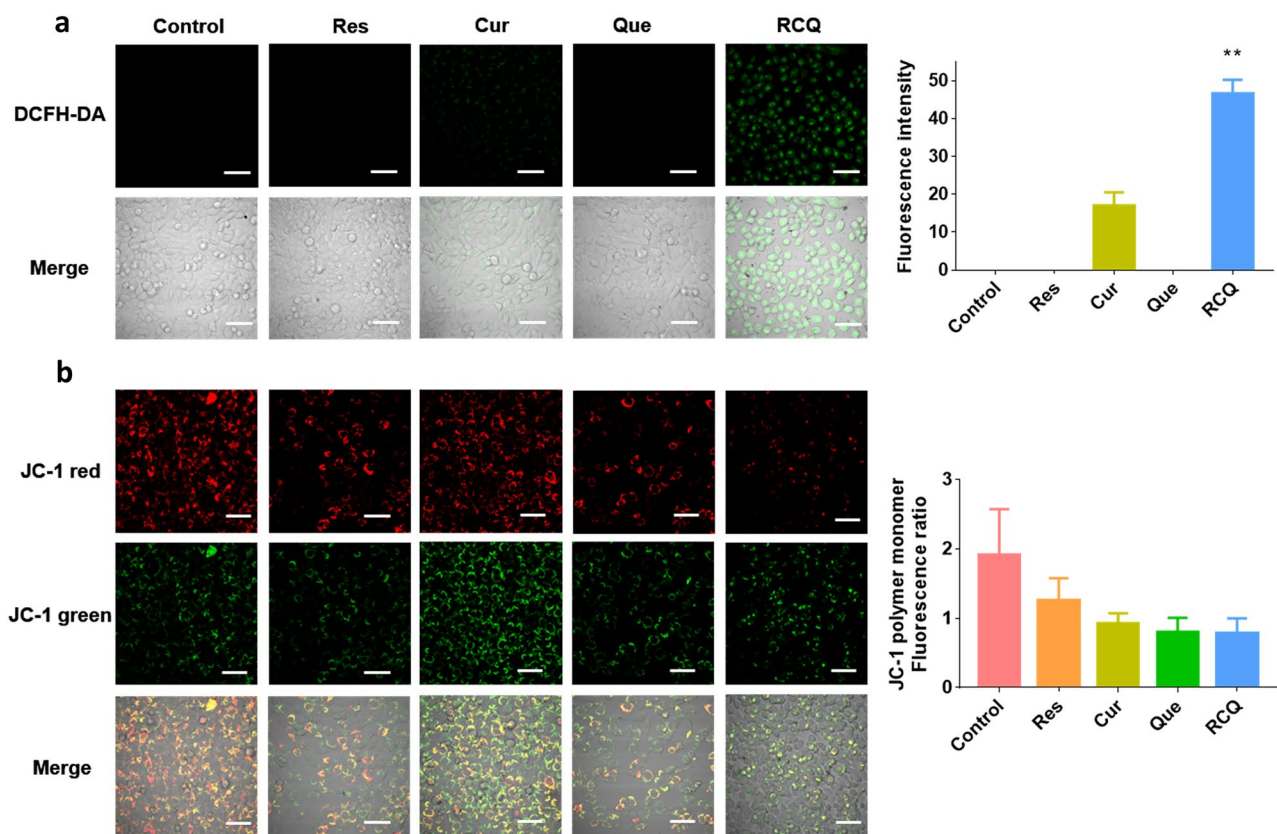 a
Control Res Cur Que RCQ
DCFH-DA
Merge
**
Fluorescence intensity
50
40
30
20
10
0
Control Res Cur Que RCQ
b
JC-1 red
JC-1 green
Merge
JC-1 polymer monomer
Fluorescence ratio
3
2
1
0
Control Res Cur Que RCQ